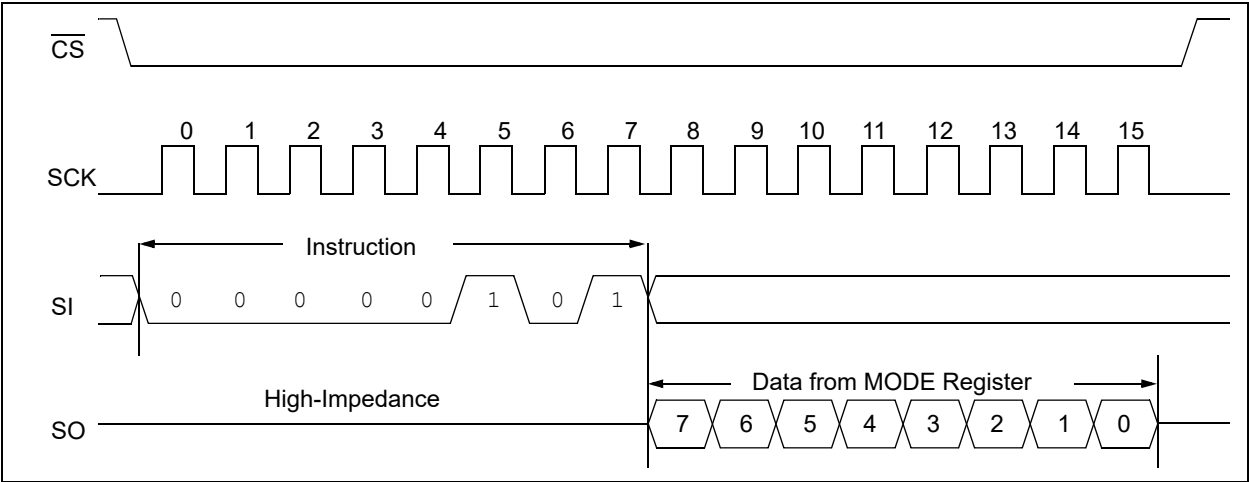 CS
0 1 2 3 4 5 6 7 8 9 10 11 12 13 14 15
SCK
Instruction
SI 0 0 0 0 0 1 0 1
Data from MODE Register
High-Impedance
SO 7 6 5 4 3 2 1 0